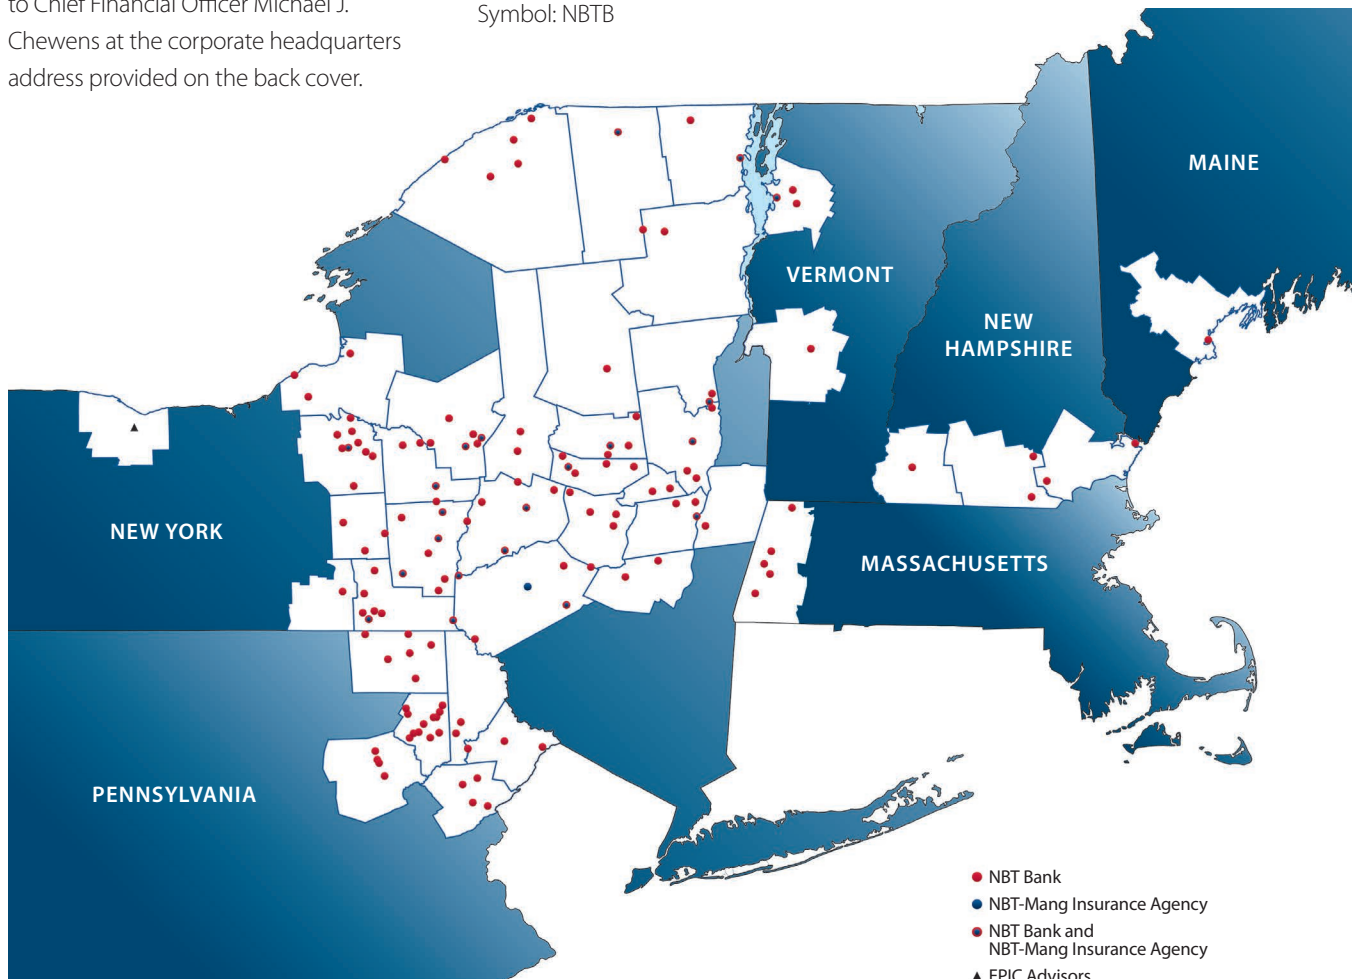 to Chief Financial Officer Michael J.
Chewens at the corporate headquarters
address provided on the back cover.
Symbol: NBTB
MAINE
VERMONT
NEW
HAMPSHIRE
NEW YORK
MASSACHUSETTS
PENNSYLVANIA
NBT Bank
NBT-Mang Insurance Agency
NBT Bank and
NBT-Mang Insurance Agency
EPIC Advisors